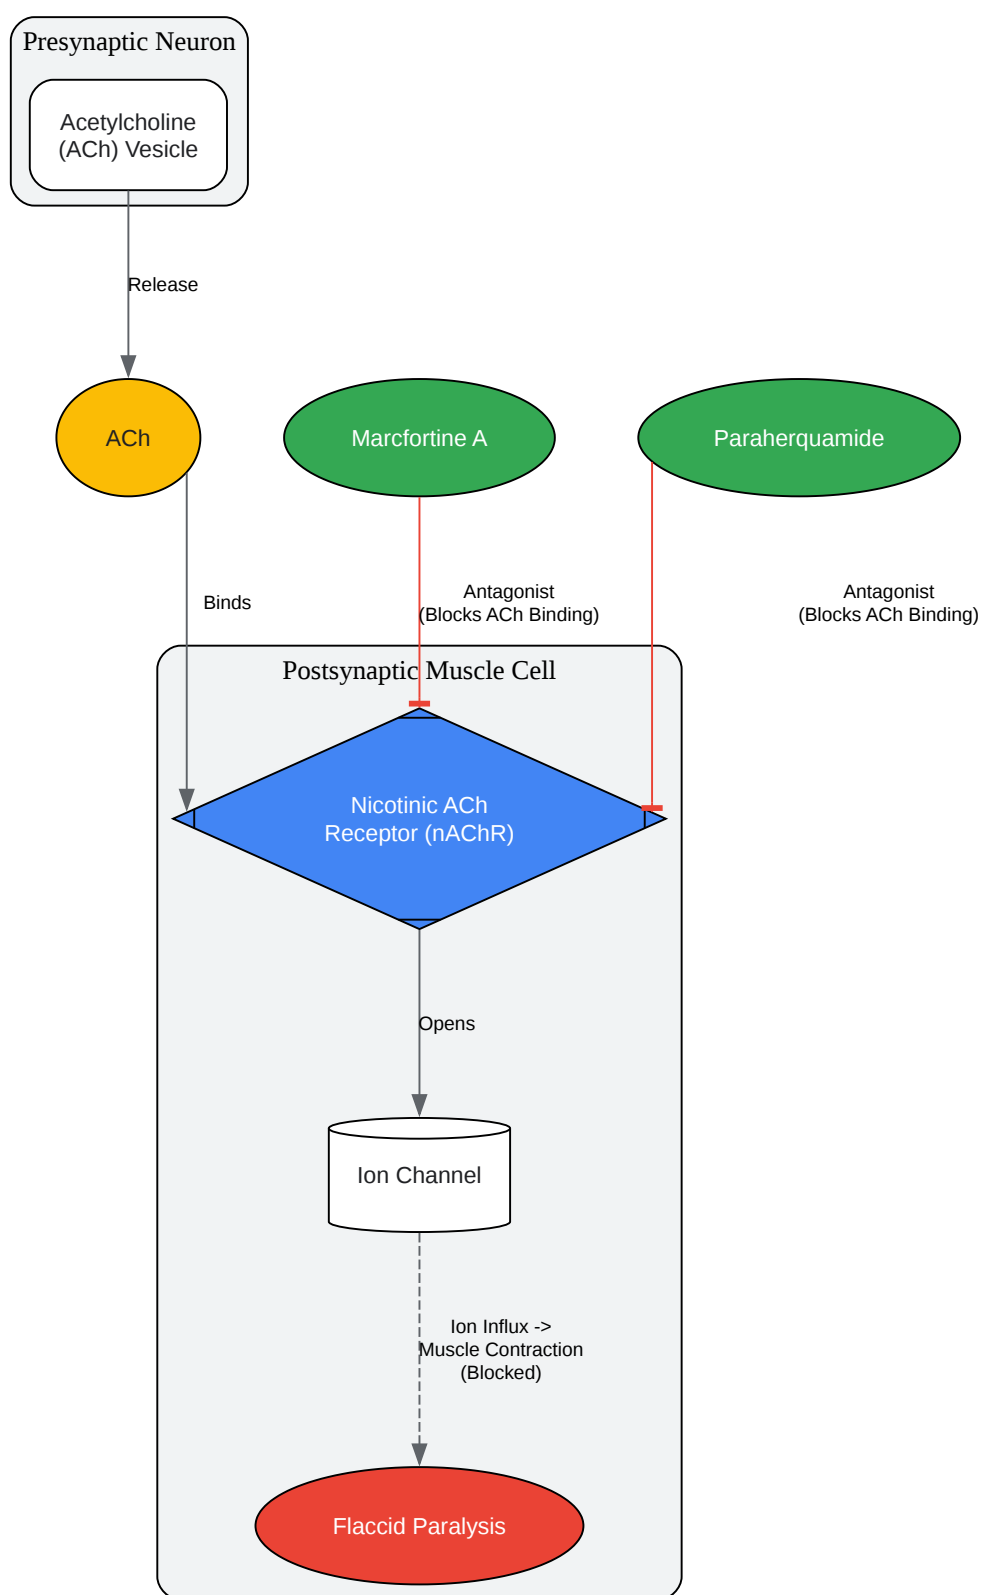 Presynaptic Neuron
Acetylcholine
(ACh) Vesicle
Release
ACh
Marcfortine A
Paraherquamide
Binds
Antagonist
(Blocks ACh Binding)
Antagonist
(Blocks ACh Binding)
Postsynaptic Muscle Cell
Nicotinic ACh
Receptor (nAChR)
Opens
Ion Channel
Ion Influx ->
Muscle Contraction
(Blocked)
Flaccid Paralysis